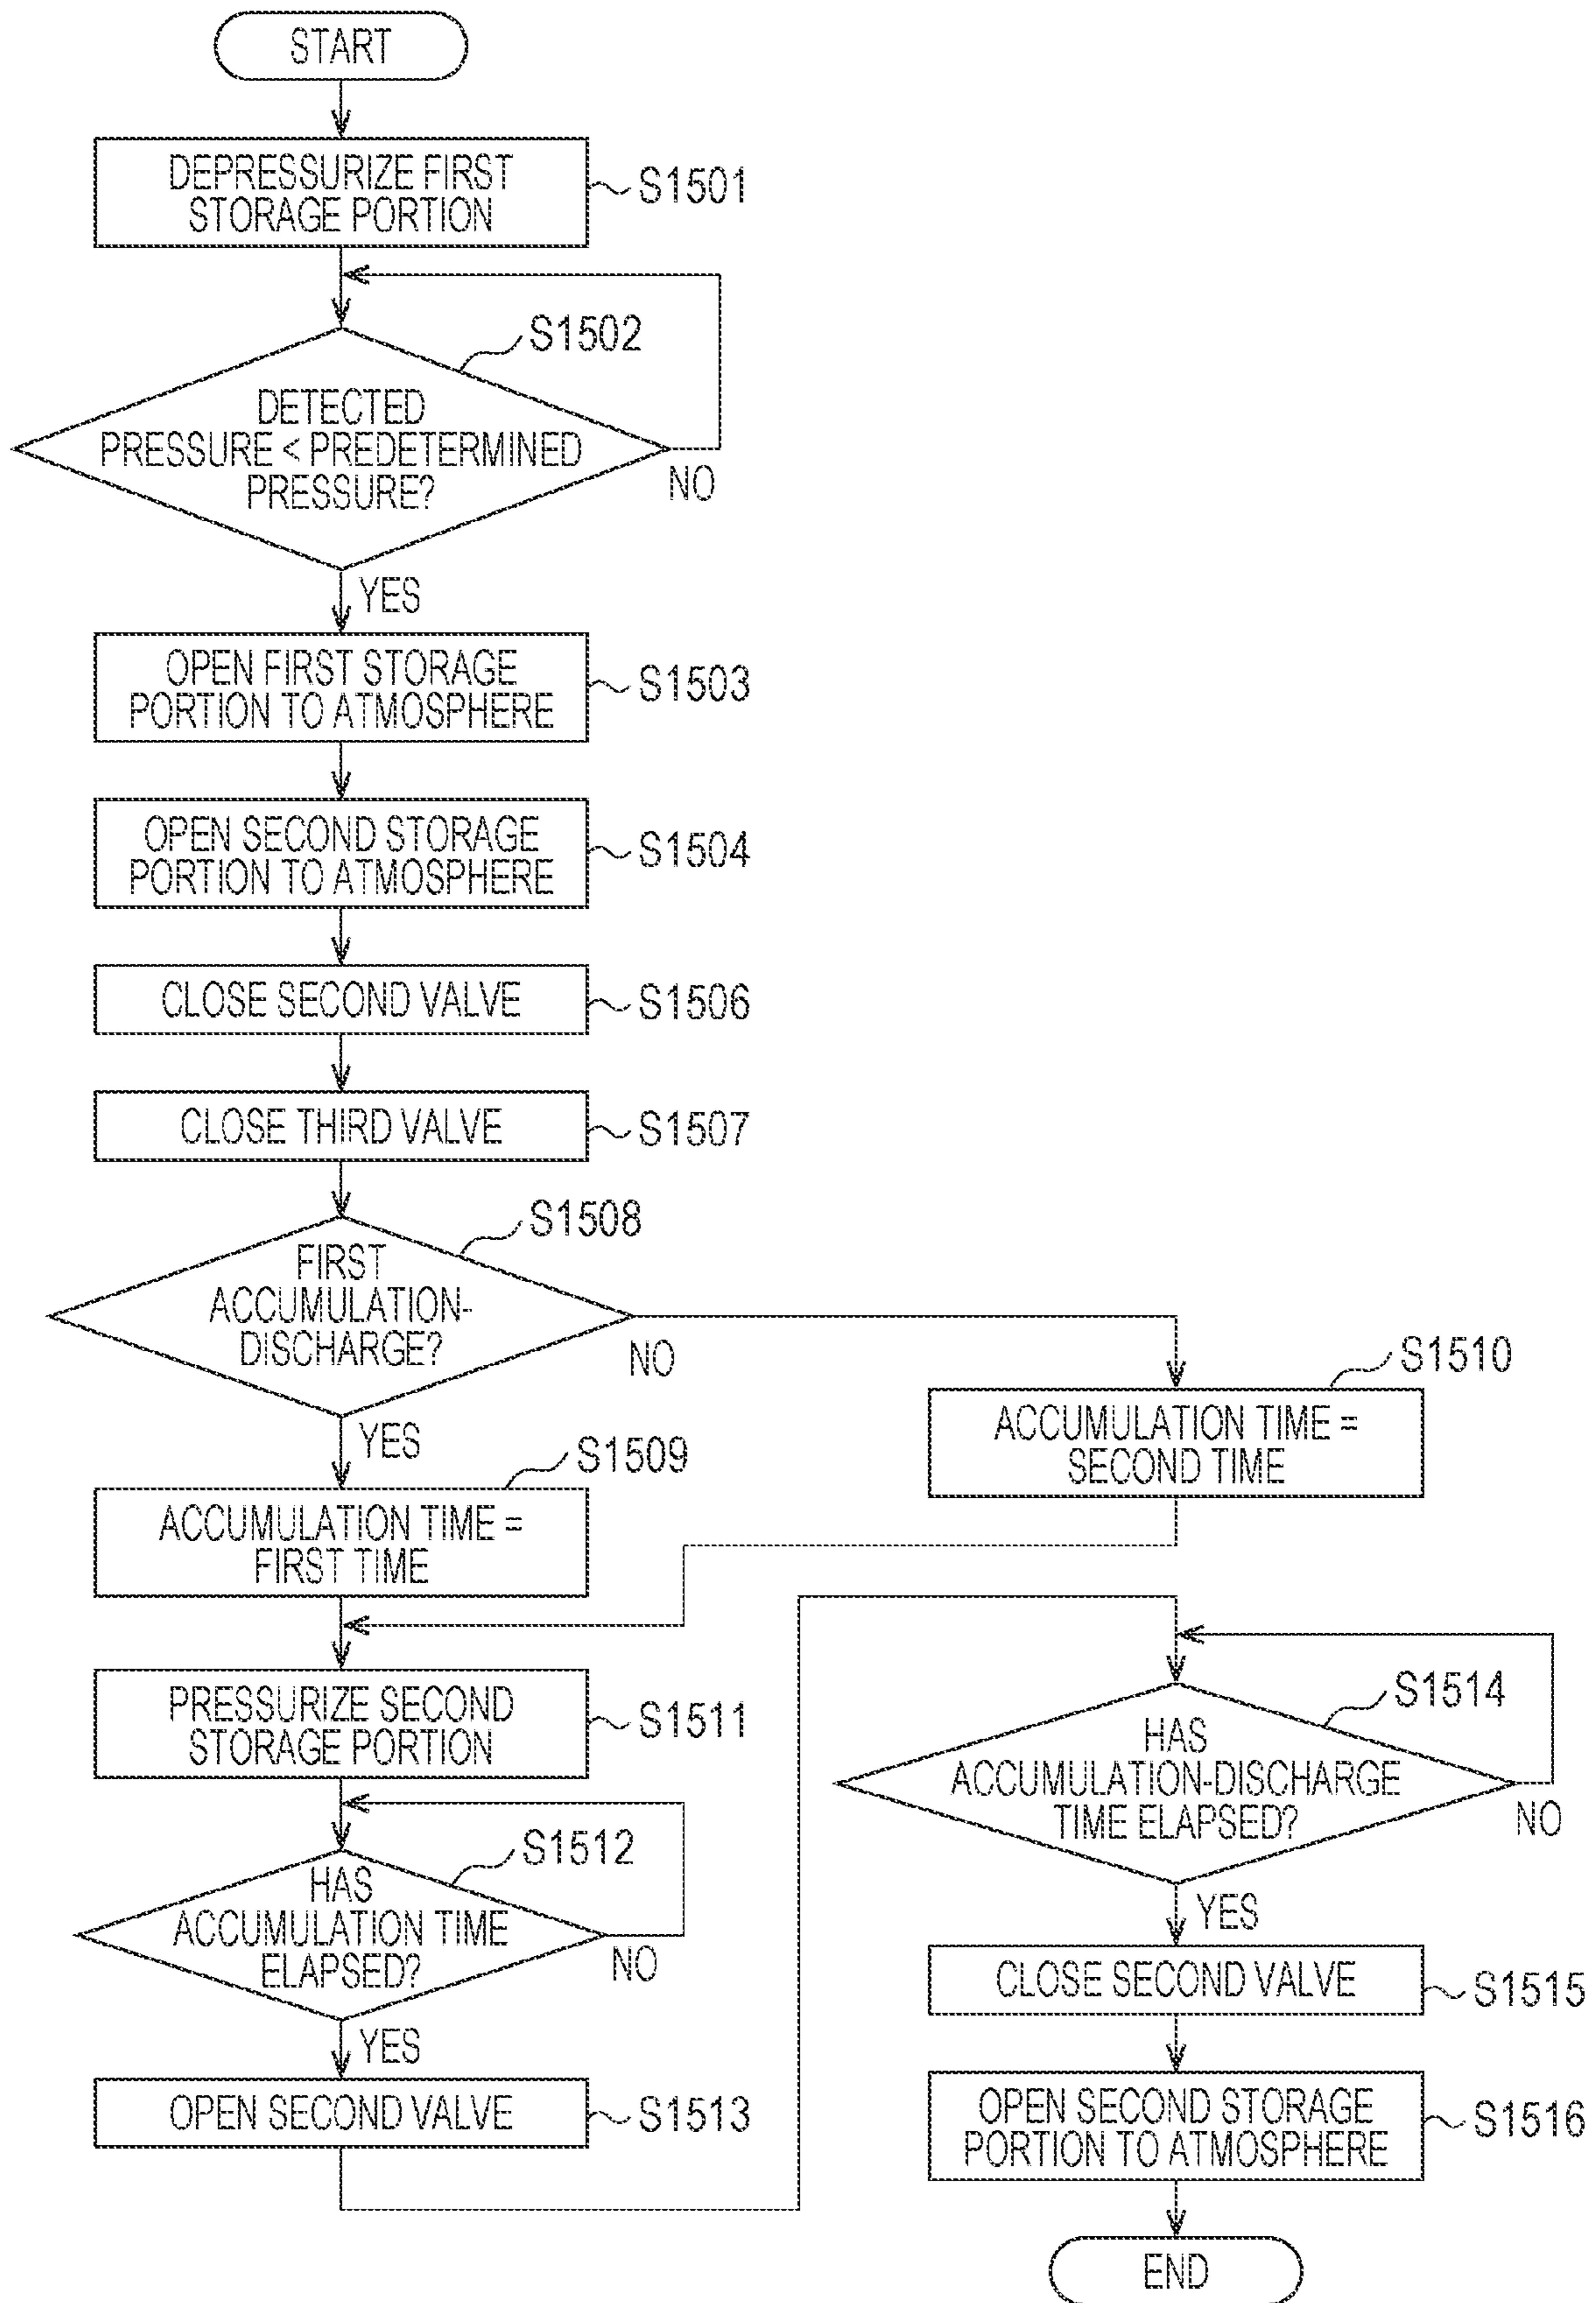 START
DEPRESSURIZE FIRST
STORAGE PORTION
S1501
S1502
DETECTED
PRESSURE < PREDETERMINED
PRESSURE?
NO
YES
OPEN FIRST STORAGE
PORTION TO ATMOSPHERE
S1503
OPEN SECOND STORAGE
PORTION TO ATMOSPHERE
S1504
CLOSE SECOND VALVE
S1506
CLOSE THIRD VALVE
S1507
S1508
FIRST
ACCUMULATION-
DISCHARGE?
NO
YES
S1509
ACCUMULATION TIME =
FIRST TIME
S1510
ACCUMULATION TIME =
SECOND TIME
PRESSURIZE SECOND
STORAGE PORTION
S1511
S1512
HAS
ACCUMULATION TIME
ELAPSED?
NO
YES
OPEN SECOND VALVE
S1513
S1514
HAS
ACCUMULATION-DISCHARGE
TIME ELAPSED?
NO
YES
CLOSE SECOND VALVE
S1515
OPEN SECOND STORAGE
PORTION TO ATMOSPHERE
S1516
END